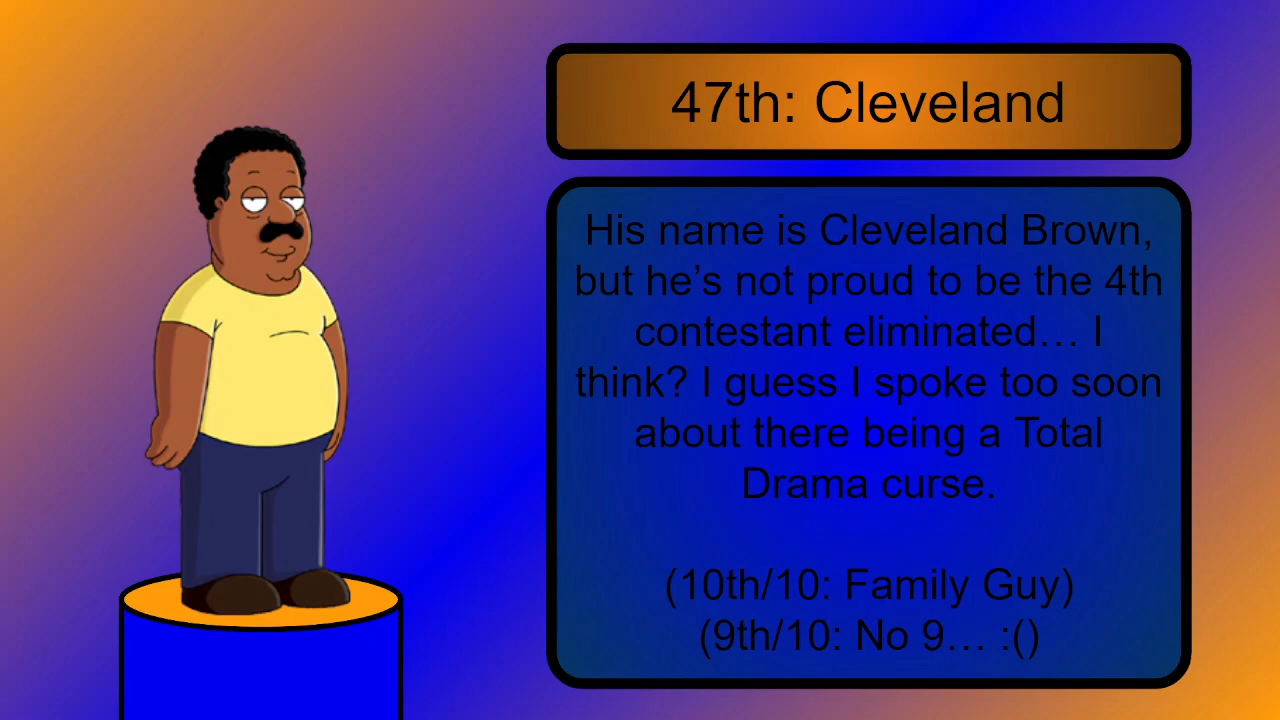 47th: Cleveland
His name is Cleveland Brown,
but he’s not proud to be the 4th
contestant eliminated… I
think? I guess I spoke too soon
about there being a Total
Drama curse.
(10th/10: Family Guy)
(9th/10: No 9… :()